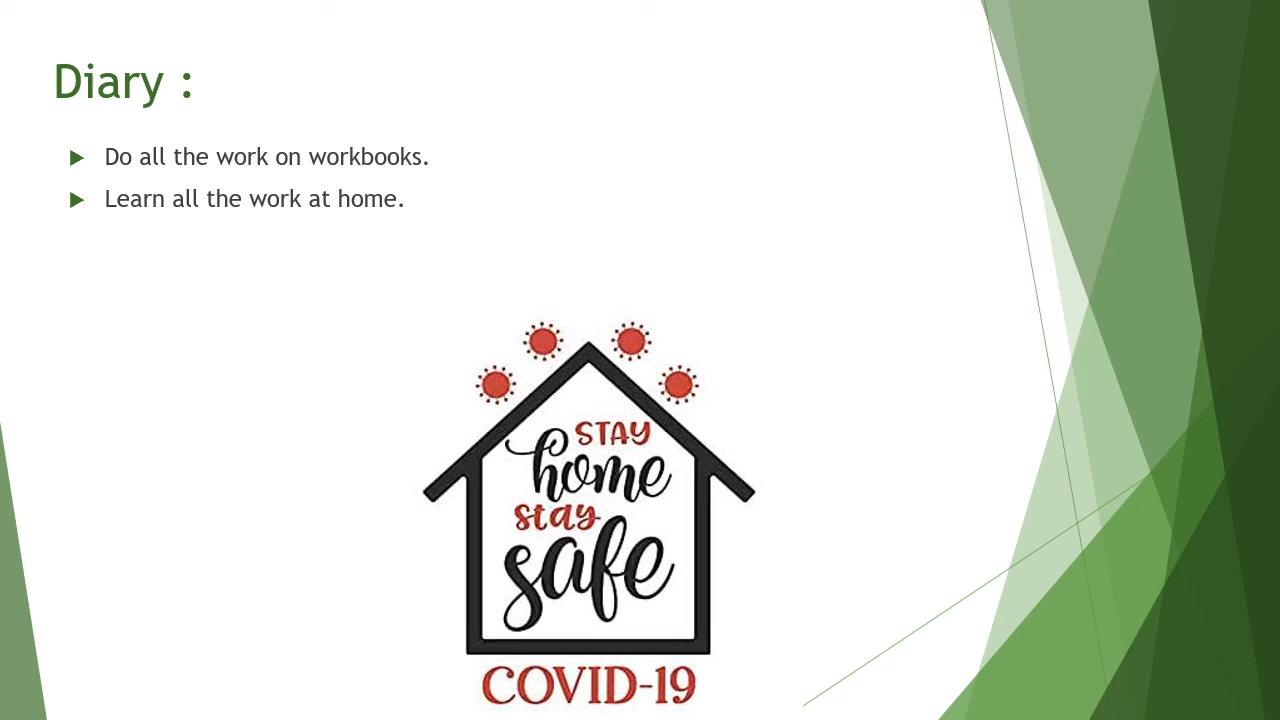 Diary :
Do all the work on workbooks.
Learn all the work at home.
STAY
home
stay
safe
COVID-19